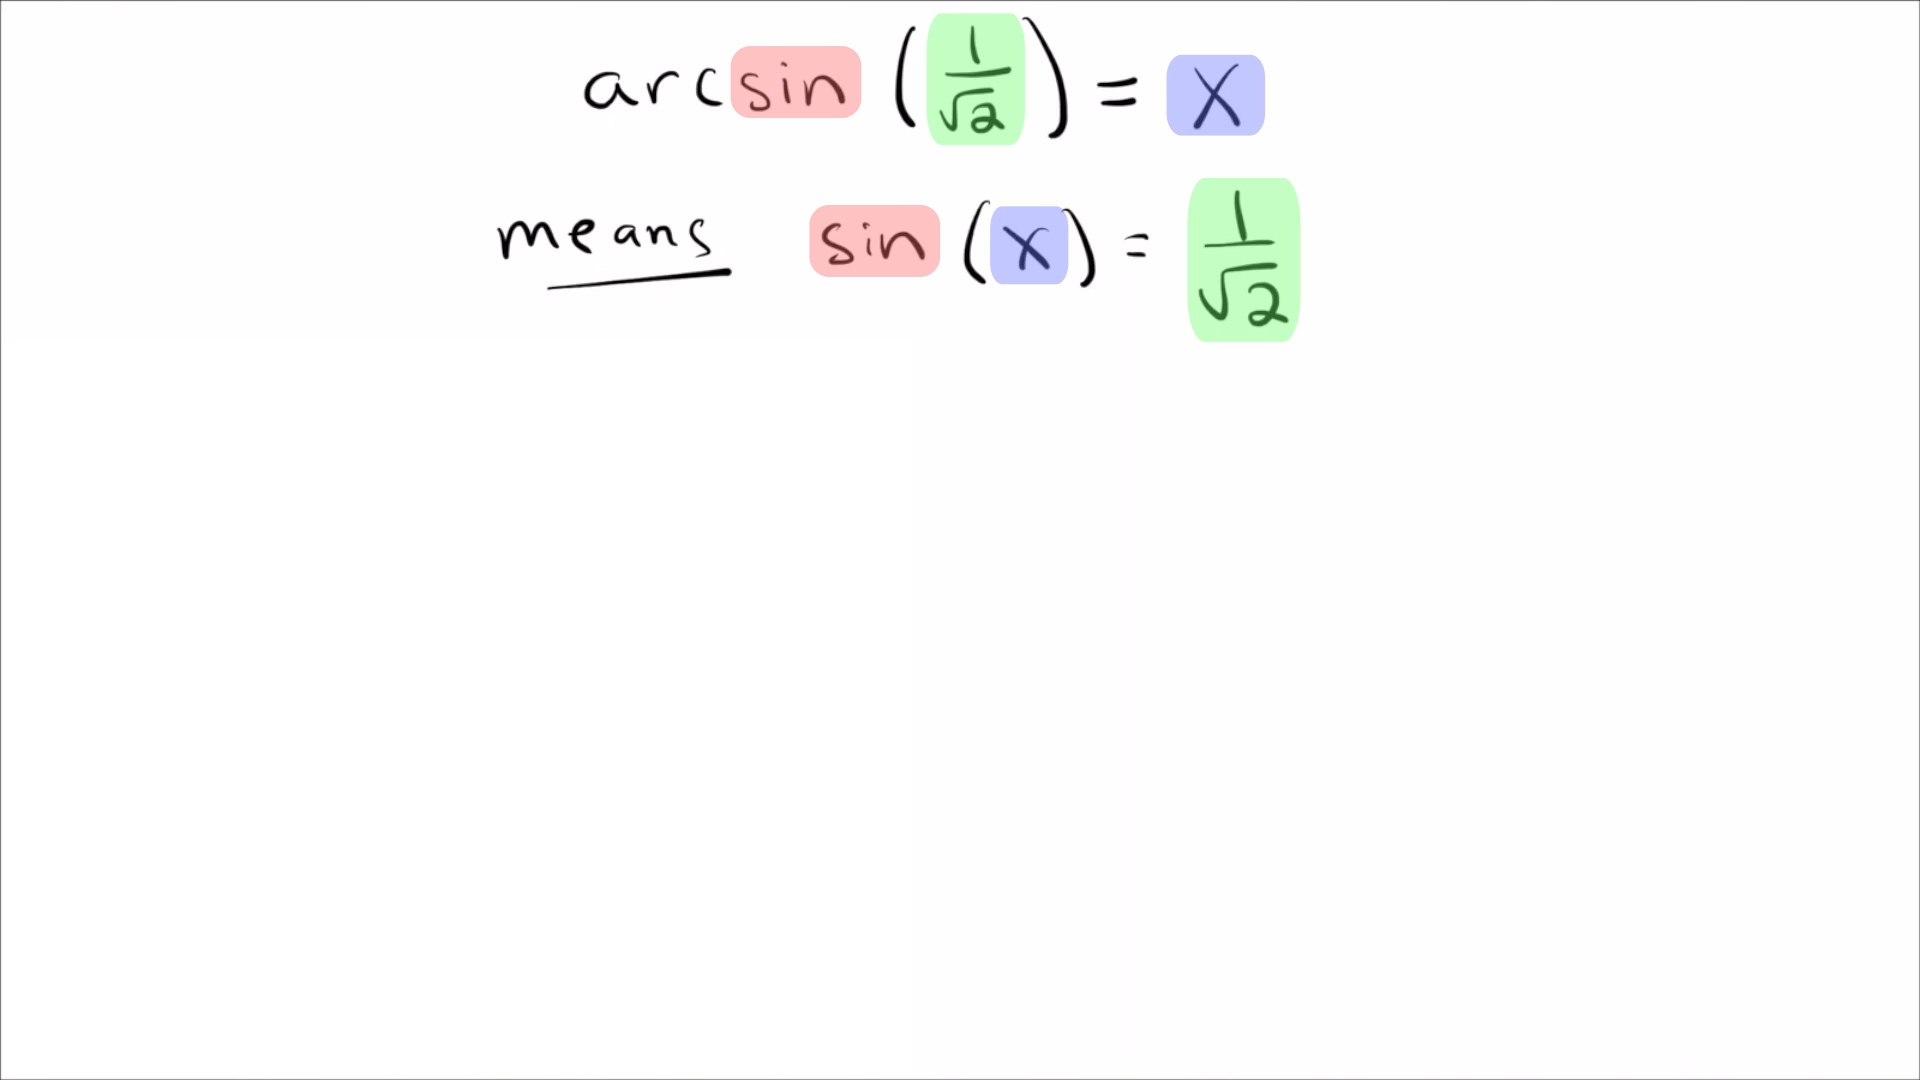 arcsin (1/√2) = x
means sin (x) = 1/√2